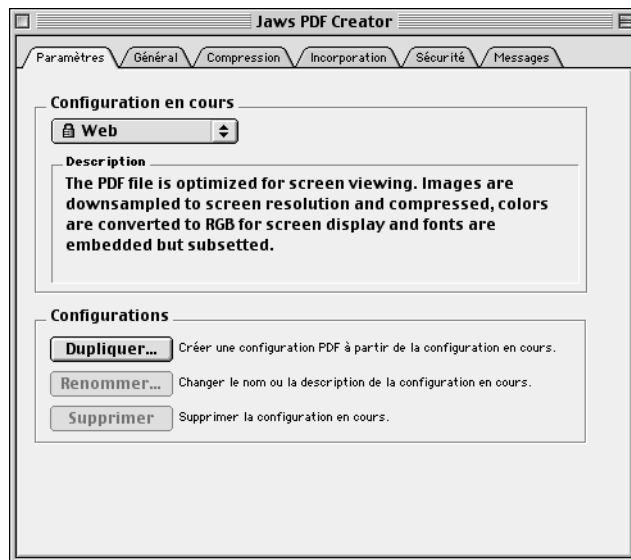 Jaws PDF Creator
Paramètres Général Compression Incorporation Sécurité Messages
Configuration en cours
Web
Description
The PDF file is optimized for screen viewing. Images are
downsampled to screen resolution and compressed, colors
are converted to RGB for screen display and fonts are
embedded but subsetted.
Configurations
Dupliquer... Créer une configuration PDF à partir de la configuration en cours.
Renommer... Changer le nom ou la description de la configuration en cours.
Supprimer Supprimer la configuration en cours.